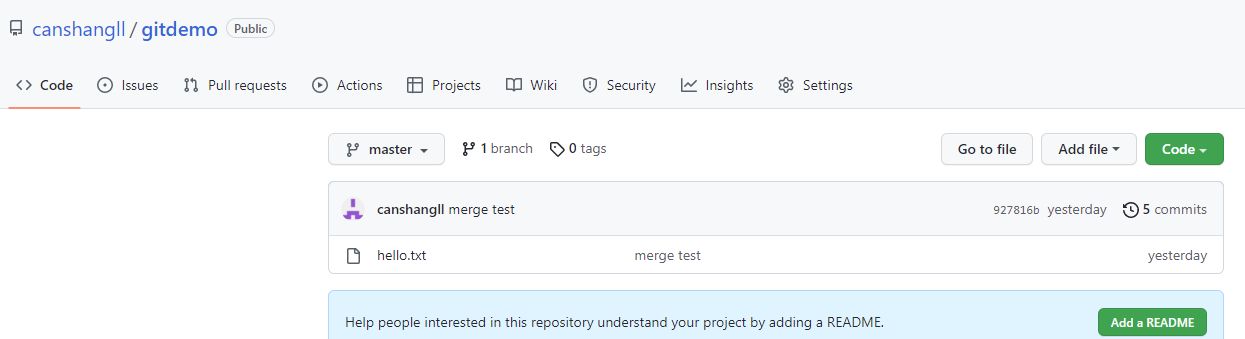 canshangll / gitdemo Public
Code Issues Pull requests Actions Projects Wiki Security Insights Settings
master 1 branch 0 tags Go to file Add file Code
canshangll merge test 927816b yesterday 5 commits
hello.txt merge test yesterday
Help people interested in this repository understand your project by adding a README. Add a README